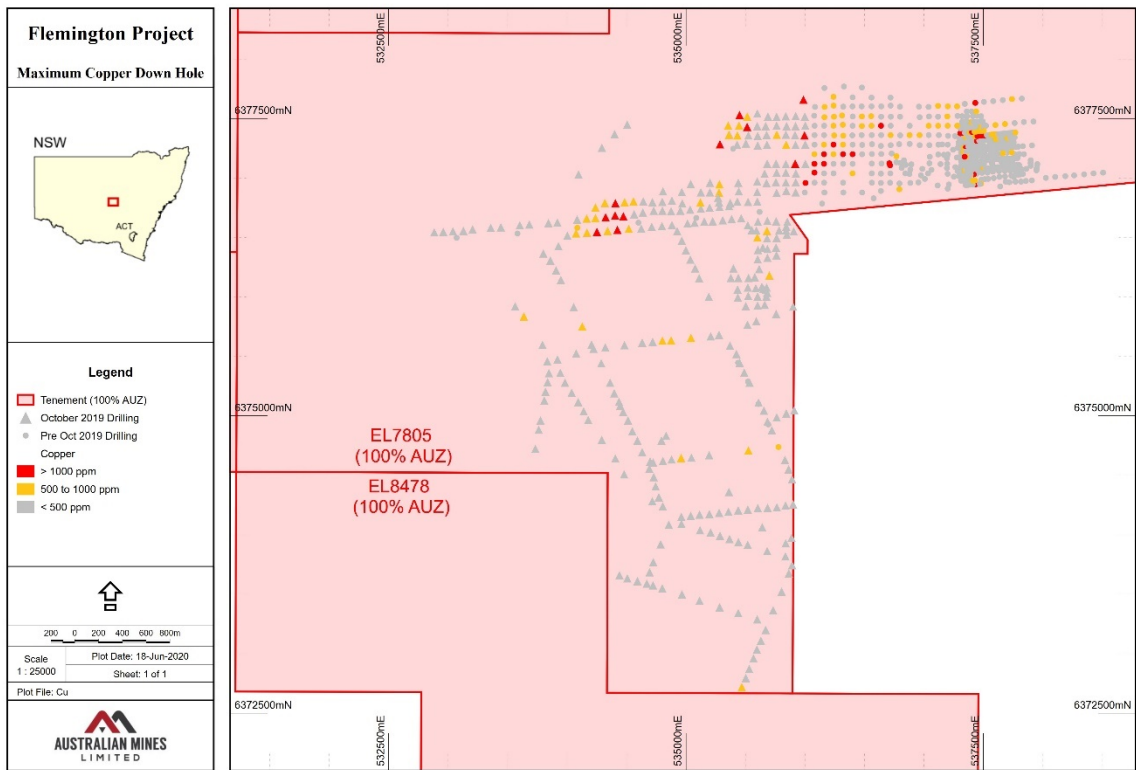 Flemington Project
Maximum Copper Down Hole
NSW
ACT
Legend
Tenement (100% AUZ)
October 2019 Drilling
Pre Oct 2019 Drilling
Copper
> 1000 ppm
500 to 1000 ppm
< 500 ppm
200 0 200 400 600 800m
Scale
1 : 25000
Plot Date: 18-Jun-2020
Sheet: 1 of 1
Plot File: Cu
AUSTRALIAN MINES
LIMITED
532500mE
535000mE
537500mE
6377500mN
6377500mN
6375000mN
6375000mN
EL7805
(100% AUZ)
EL8478
(100% AUZ)
6372500mN
6372500mN
532500mE
535000mE
537500mE